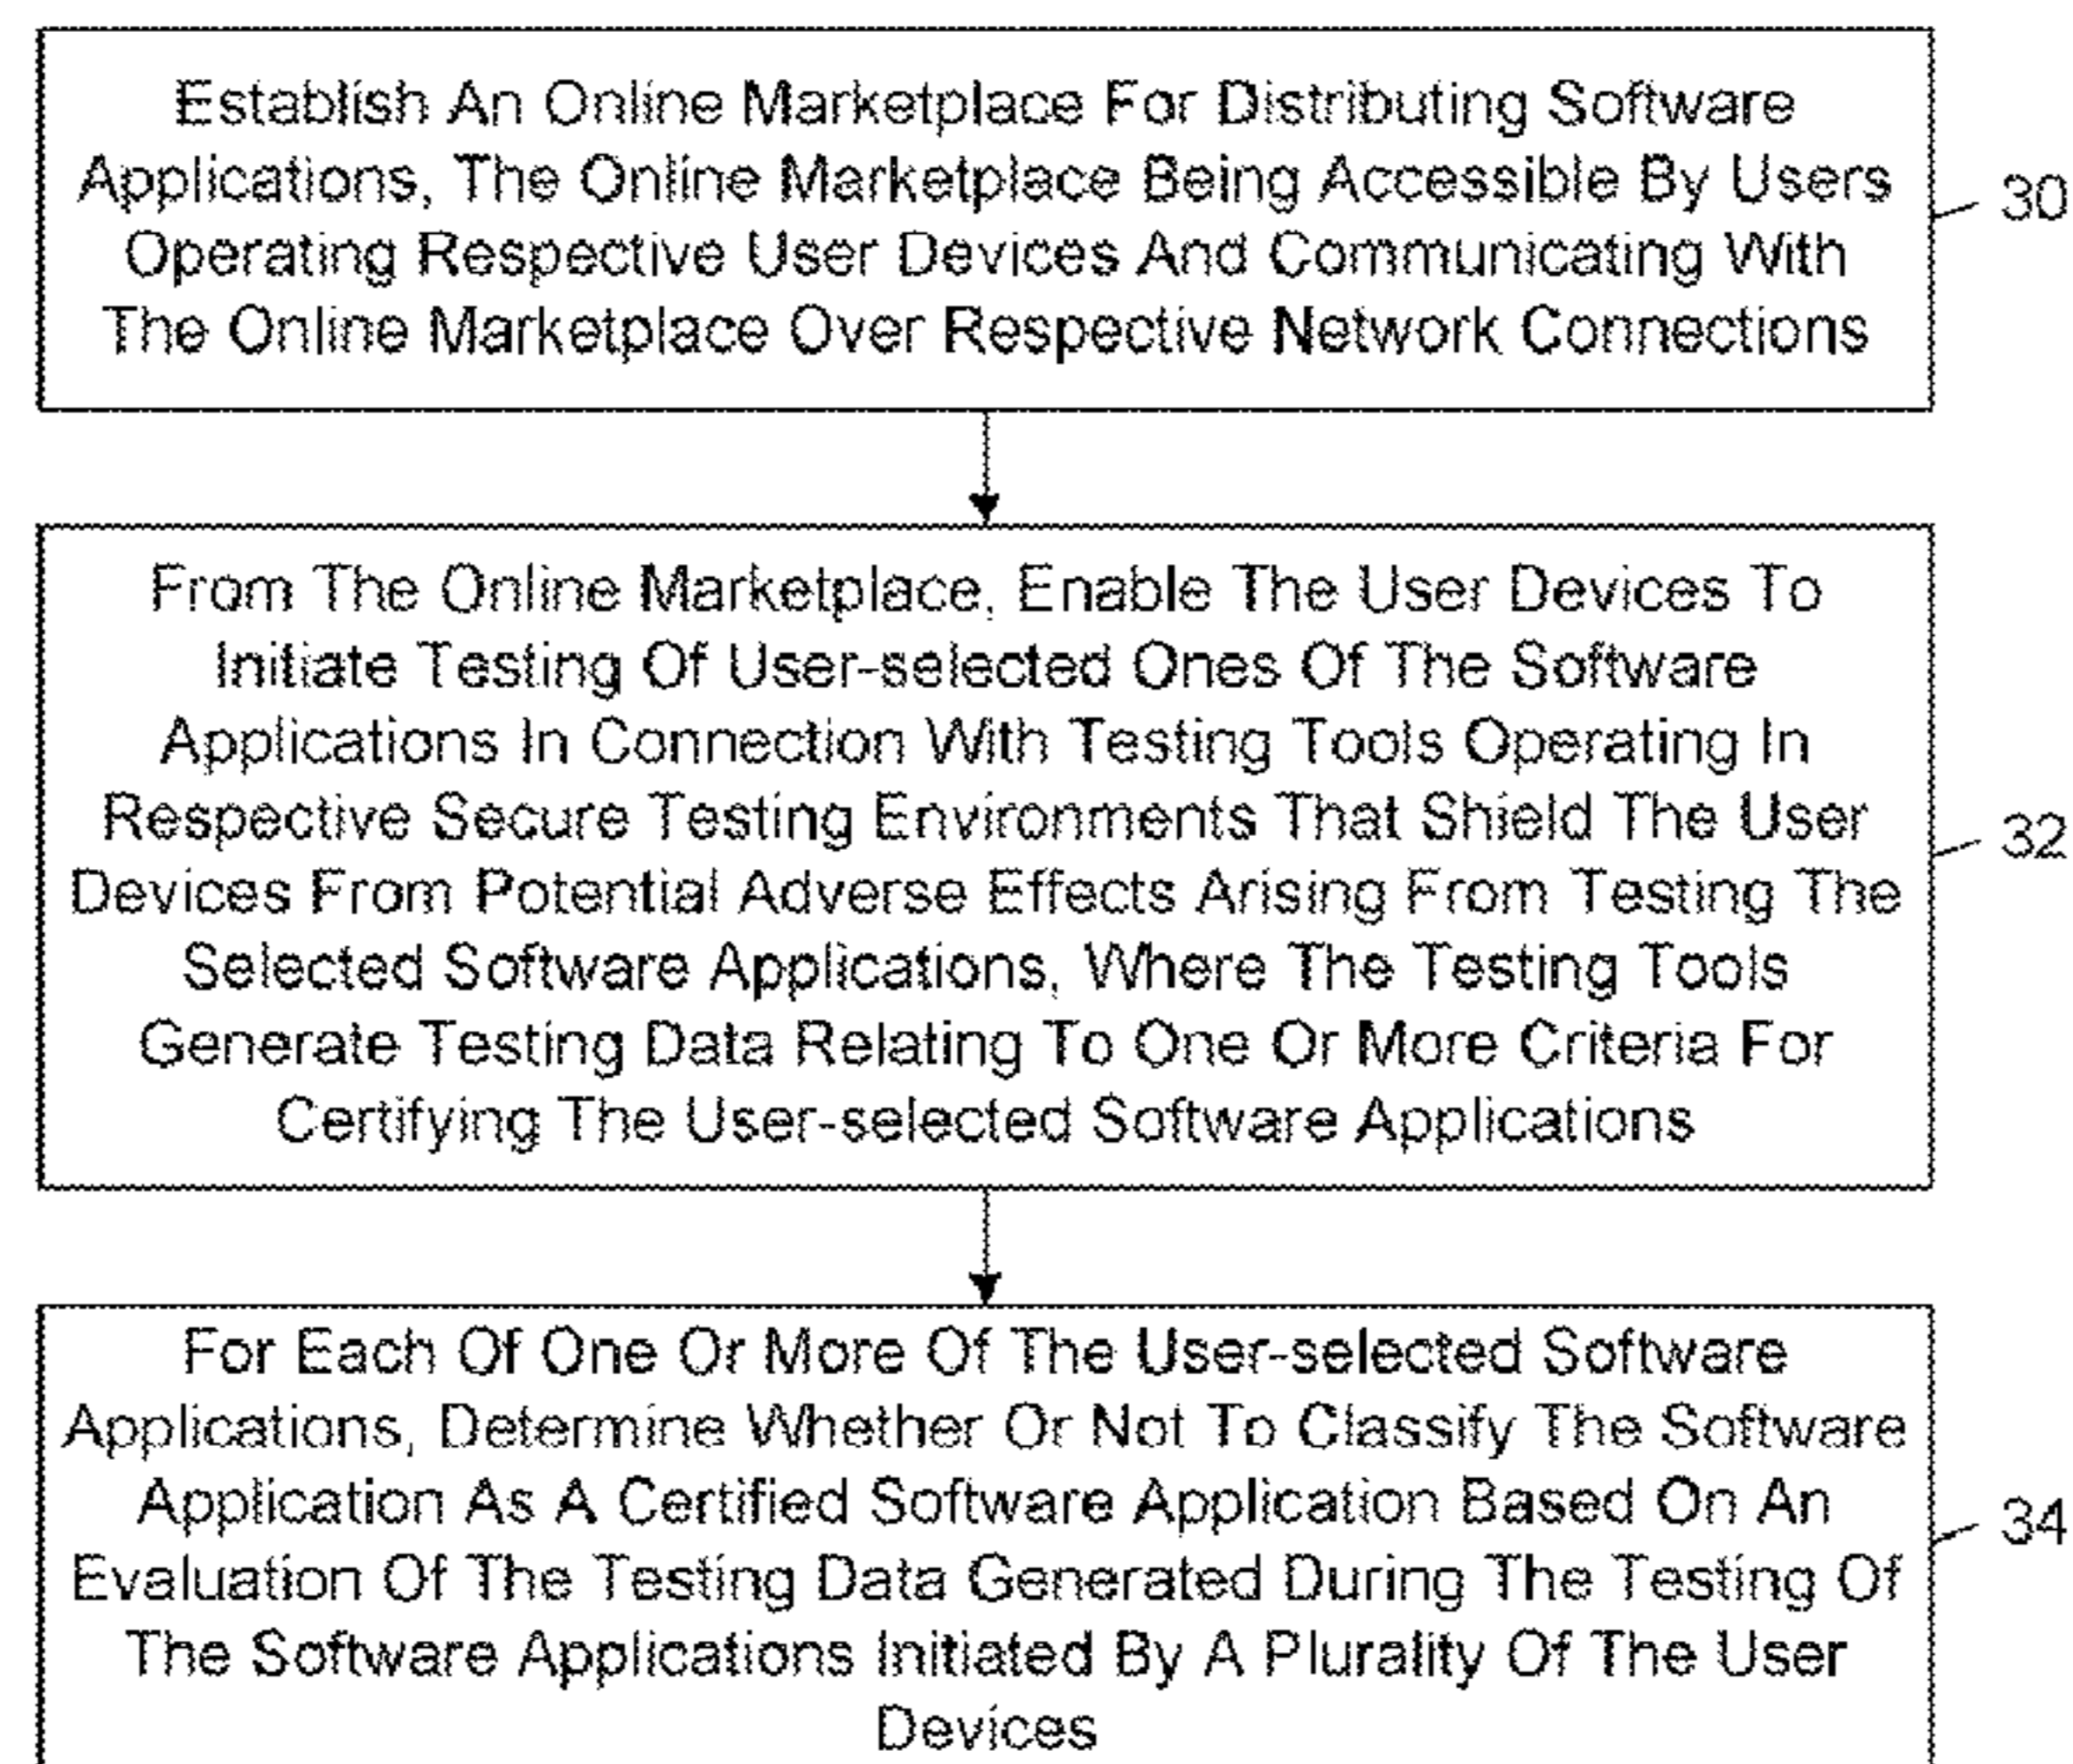 Establish An Online Marketplace For Distributing Software
Applications, The Online Marketplace Being Accessible By Users
Operating Respective User Devices And Communicating With
The Online Marketplace Over Respective Network Connections
30
From The Online Marketplace, Enable The User Devices To
Initiate Testing Of User-selected Ones Of The Software
Applications In Connection With Testing Tools Operating In
Respective Secure Testing Environments That Shield The User
Devices From Potential Adverse Effects Arising From Testing The
Selected Software Applications, Where The Testing Tools
Generate Testing Data Relating To One Or More Criteria For
Certifying The User-selected Software Applications
32
For Each Of One Or More Of The User-selected Software
Applications, Determine Whether Or Not To Classify The Software
Application As A Certified Software Application Based On An
Evaluation Of The Testing Data Generated During The Testing Of
The Software Applications Initiated By A Plurality Of The User
Devices
34